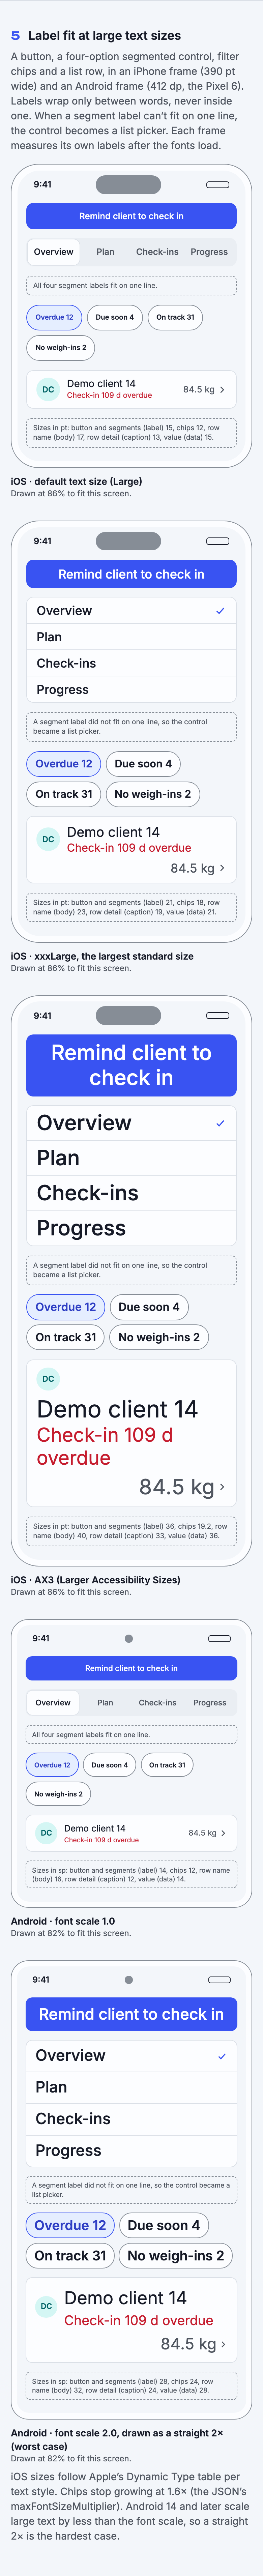 5 Label fit at large text sizes
A button, a four-option segmented control, filter
chips and a list row, in an iPhone frame (390 pt
wide) and an Android frame (412 dp, the Pixel 6).
Labels wrap only between words, never inside
one. When a segment label can't fit on one line,
the control becomes a list picker. Each frame
measures its own labels after the fonts load.
9:41
Remind client to check in
Overview Plan Check-ins Progress
All four segment labels fit on one line.
Overdue 12 Due soon 4 On track 31
No weigh-ins 2
DC Demo client 14 84.5 kg >
Check-in 109 d overdue
Sizes in pt: button and segments (label) 15, chips 12, row
name (body) 17, row detail (caption) 13, value (data) 15.
iOS · default text size (Large)
Drawn at 86% to fit this screen.
9:41
Remind client to check in
Overview ✓
Plan
Check-ins
Progress
A segment label did not fit on one line, so the control
became a list picker.
Overdue 12 Due soon 4
On track 31 No weigh-ins 2
DC Demo client 14
Check-in 109 d overdue
84.5 kg >
Sizes in pt: button and segments (label) 21, chips 18, row
name (body) 23, row detail (caption) 19, value (data) 21.
iOS · xxxLarge, the largest standard size
Drawn at 86% to fit this screen.
9:41
Remind client to
check in
Overview ✓
Plan
Check-ins
Progress
A segment label did not fit on one line, so the control
became a list picker.
Overdue 12 Due soon 4
On track 31 No weigh-ins 2
DC
Demo client 14
Check-in 109 d
overdue
84.5 kg >
Sizes in pt: button and segments (label) 36, chips 19.2, row
name (body) 40, row detail (caption) 33, value (data) 36.
iOS · AX3 (Larger Accessibility Sizes)
Drawn at 86% to fit this screen.
9:41
Remind client to check in
Overview Plan Check-ins Progress
All four segment labels fit on one line.
Overdue 12 Due soon 4 On track 31
No weigh-ins 2
DC Demo client 14 84.5 kg >
Check-in 109 d overdue
Sizes in sp: button and segments (label) 14, chips 12, row name
(body) 16, row detail (caption) 12, value (data) 14.
Android · font scale 1.0
Drawn at 82% to fit this screen.
9:41
Remind client to check in
Overview ✓
Plan
Check-ins
Progress
A segment label did not fit on one line, so the control became a
list picker.
Overdue 12 Due soon 4
On track 31 No weigh-ins 2
DC Demo client 14
Check-in 109 d overdue
84.5 kg >
Sizes in sp: button and segments (label) 28, chips 24, row
name (body) 32, row detail (caption) 24, value (data) 28.
Android · font scale 2.0, drawn as a straight 2×
(worst case)
Drawn at 82% to fit this screen.
iOS sizes follow Apple's Dynamic Type table per
text style. Chips stop growing at 1.6× (the JSON's
maxFontSizeMultiplier). Android 14 and later scale
large text by less than the font scale, so a straight
2× is the hardest case.